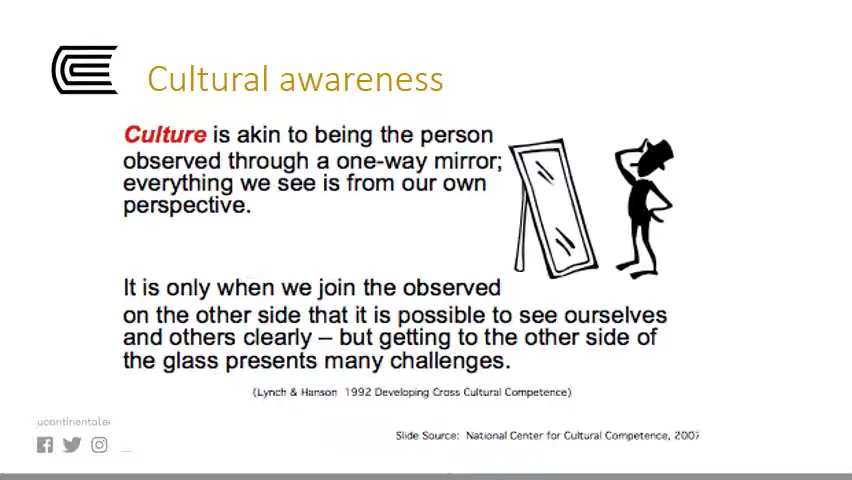 Cultural awareness
Culture is akin to being the person
observed through a one-way mirror;
everything we see is from our own
perspective.
It is only when we join the observed
on the other side that it is possible to see ourselves
and others clearly – but getting to the other side of
the glass presents many challenges.
(Lynch & Hanson 1992 Developing Cross Cultural Competence)
ucontinental.e
Slide Source: National Center for Cultural Competence, 2007